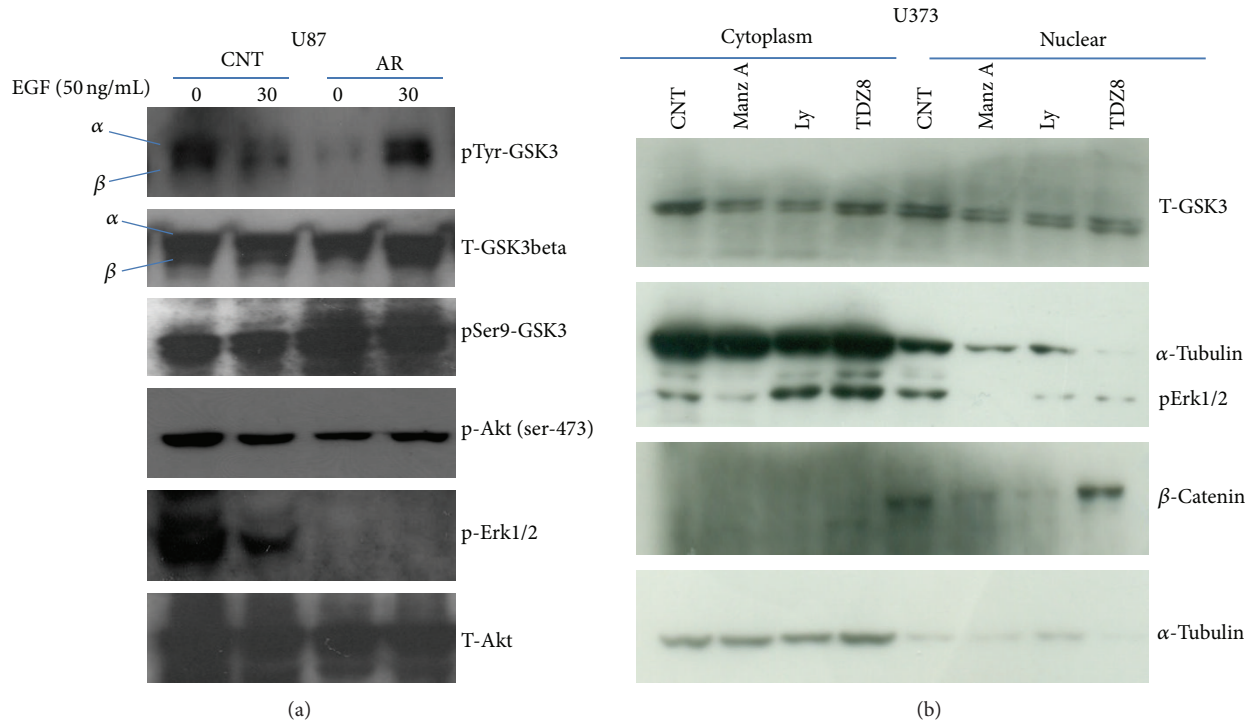 U87
CNT AR
EGF (50 ng/mL) 0 30 0 30
α
β
pTyr-GSK3
α
β
T-GSK3beta
pSer9-GSK3
p-Akt (ser-473)
p-Erk1/2
T-Akt
(a)
U373
Cytoplasm Nuclear
CNT Manz A Ly TDZ8 CNT Manz A Ly TDZ8
T-GSK3
α-Tubulin
pErk1/2
β-Catenin
α-Tubulin
(b)